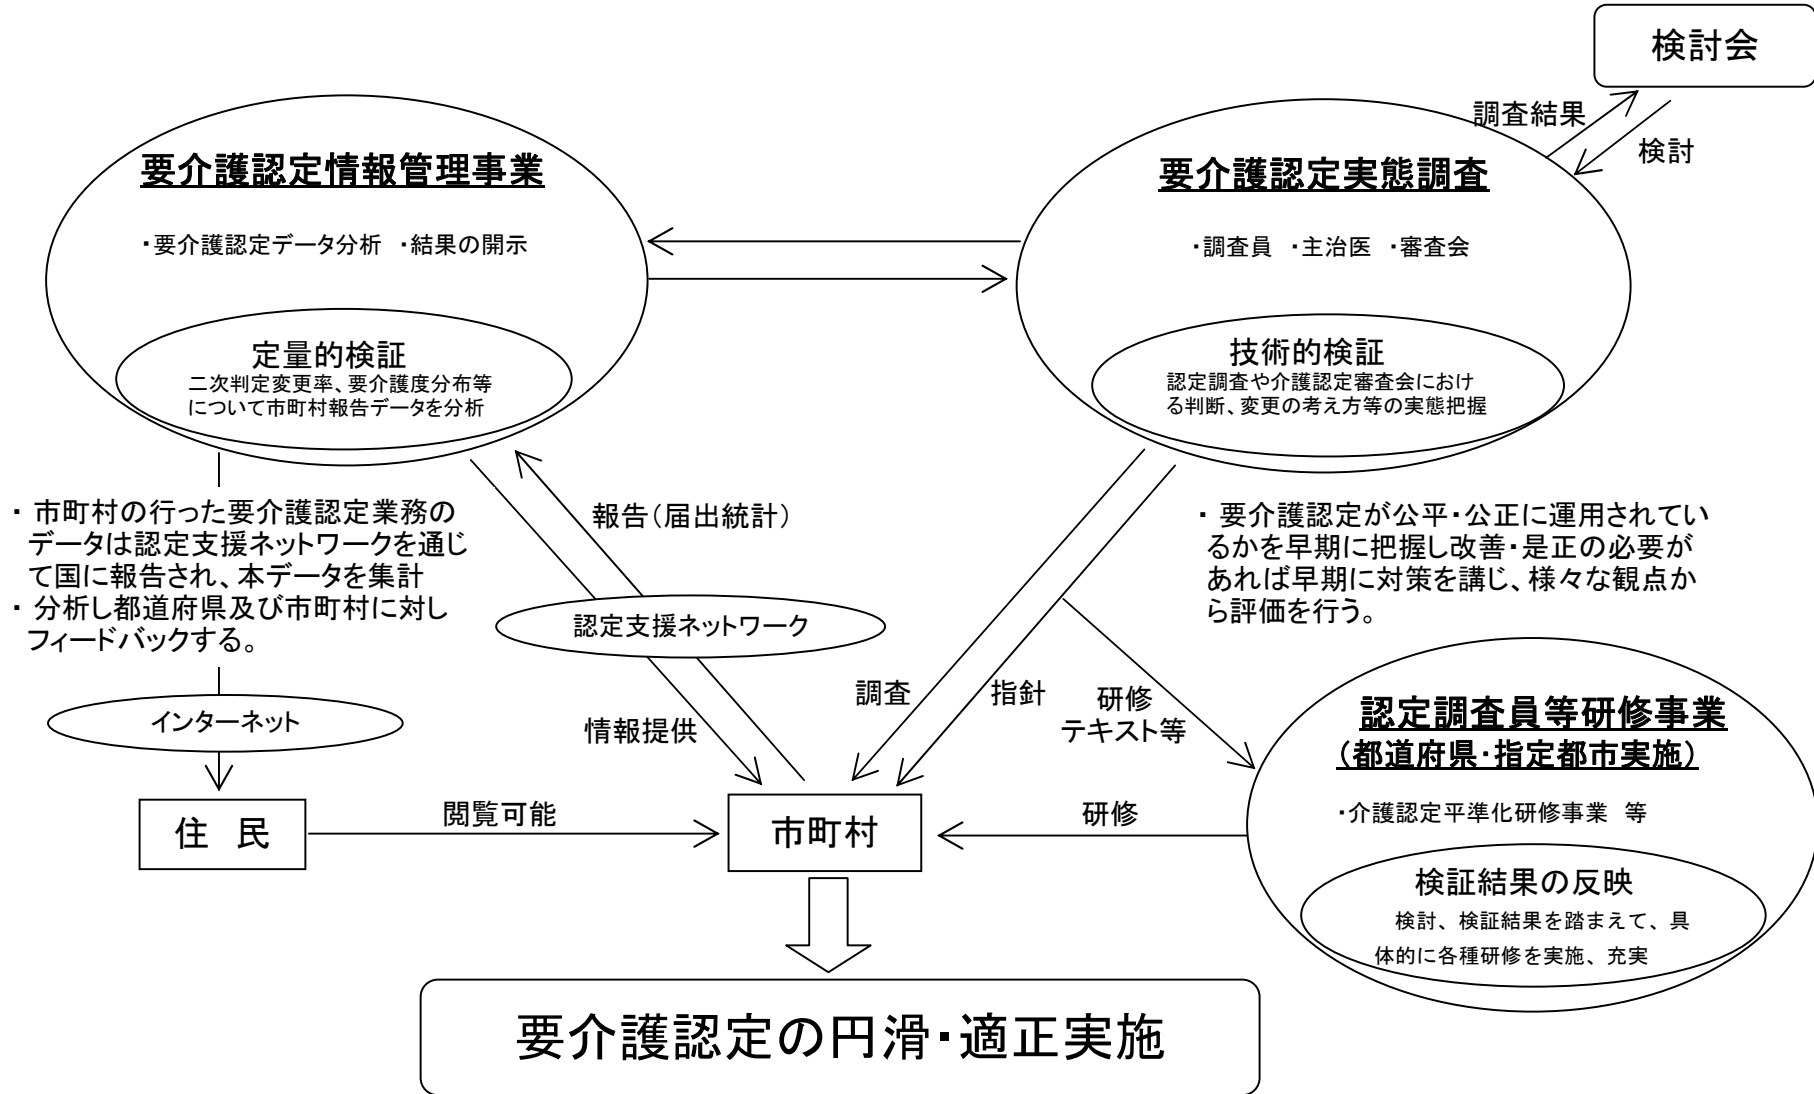 検討会
調査結果
検討
要介護認定情報管理事業
・要介護認定データ分析　・結果の開示
定量的検証
二次判定変更率、要介護度分布等
について市町村報告データを分析
要介護認定実態調査
・調査員　・主治医　・審査会
技術的検証
認定調査や介護認定審査会におけ
る判断、変更の考え方等の実態把握
・ 市町村の行った要介護認定業務の
データは認定支援ネットワークを通じ
て国に報告され、本データを集計
・ 分析し都道府県及び市町村に対し
フィードバックする。
報告（届出統計）
・ 要介護認定が公平・公正に運用されてい
るかを早期に把握し改善・是正の必要が
あれば早期に対策を講じ、様々な観点か
ら評価を行う。
認定支援ネットワーク
インターネット
情報提供
調査
指針
研修
テキスト等
認定調査員等研修事業
（都道府県・指定都市実施）
・介護認定平準化研修事業　等
検証結果の反映
検討、検証結果を踏まえて、具
体的に各種研修を実施、充実
住　民
閲覧可能
市町村
研修
要介護認定の円滑・適正実施